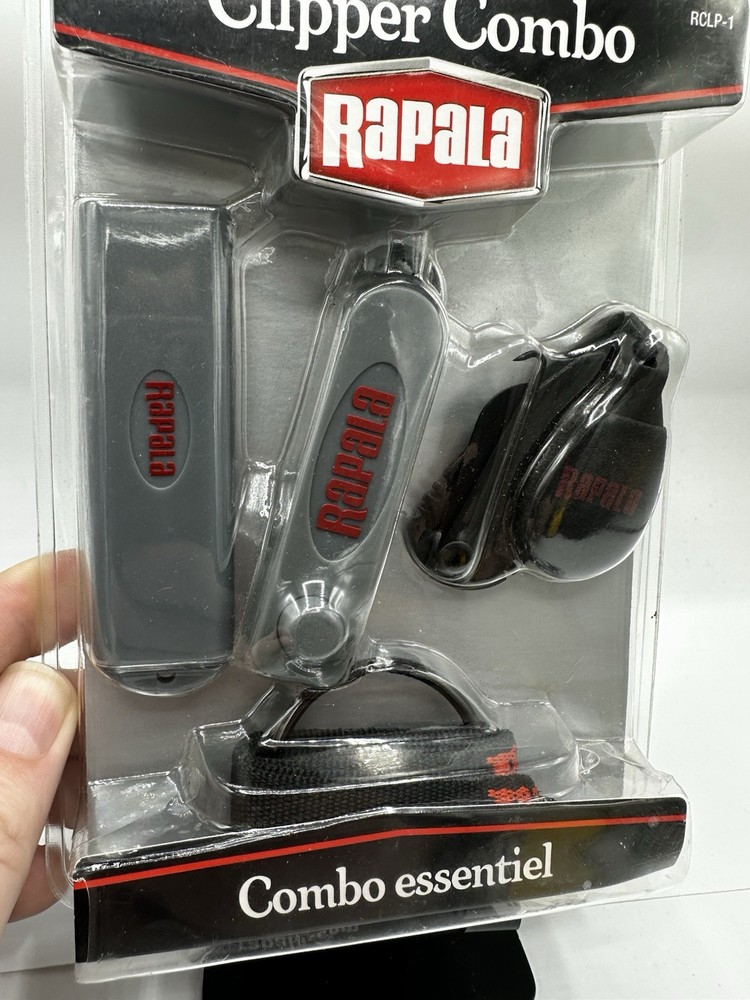 Clipper Combo
RCLP-1
RAPALA
RAPALA
RAPALA
RAPALA
Combo essentiel